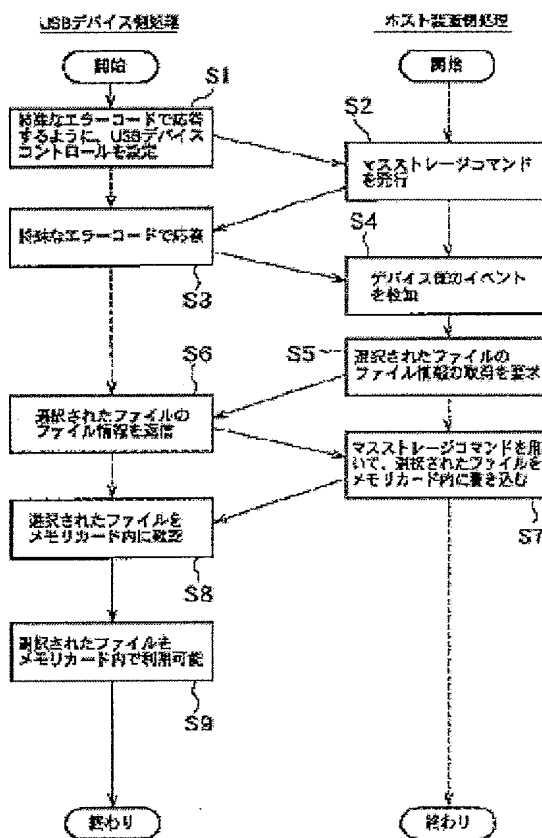 USBデバイス側処理
ホスト装置側処理
開始
開始
S1
特殊なエラーコードで応答
するように、USBデバイス
コントロールを設定
S2
マスストレージコマンド
を発行
特殊なエラーコードで応答
S3
S4
デバイス側のイベント
を検知
S5
選択されたファイルの
ファイル情報の取得を要求
S6
選択されたファイルの
ファイル情報を返信
マスストレージコマンドを用
いて、選択されたファイルを
メモリカード内に書き込む
S7
選択されたファイルを
メモリカード内に確認
S8
選択されたファイルを
メモリカード内で利用可能
S9
終わり
終わり